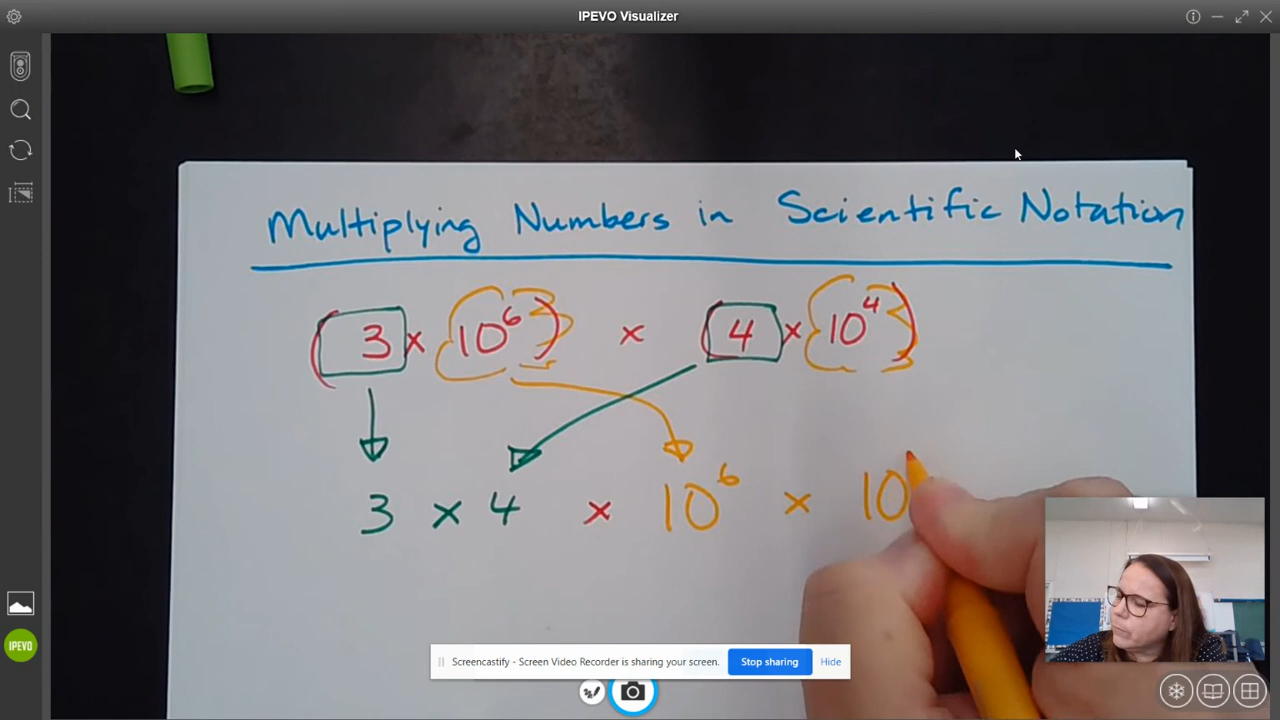 IPEVO Visualizer
Multiplying Numbers in Scientific Notation
(3 × 10⁶) × (4 × 10⁴)
3 × 4 × 10⁶ × 10
Screencastify - Screen Video Recorder is sharing your screen. Stop sharing Hide
IPEVO